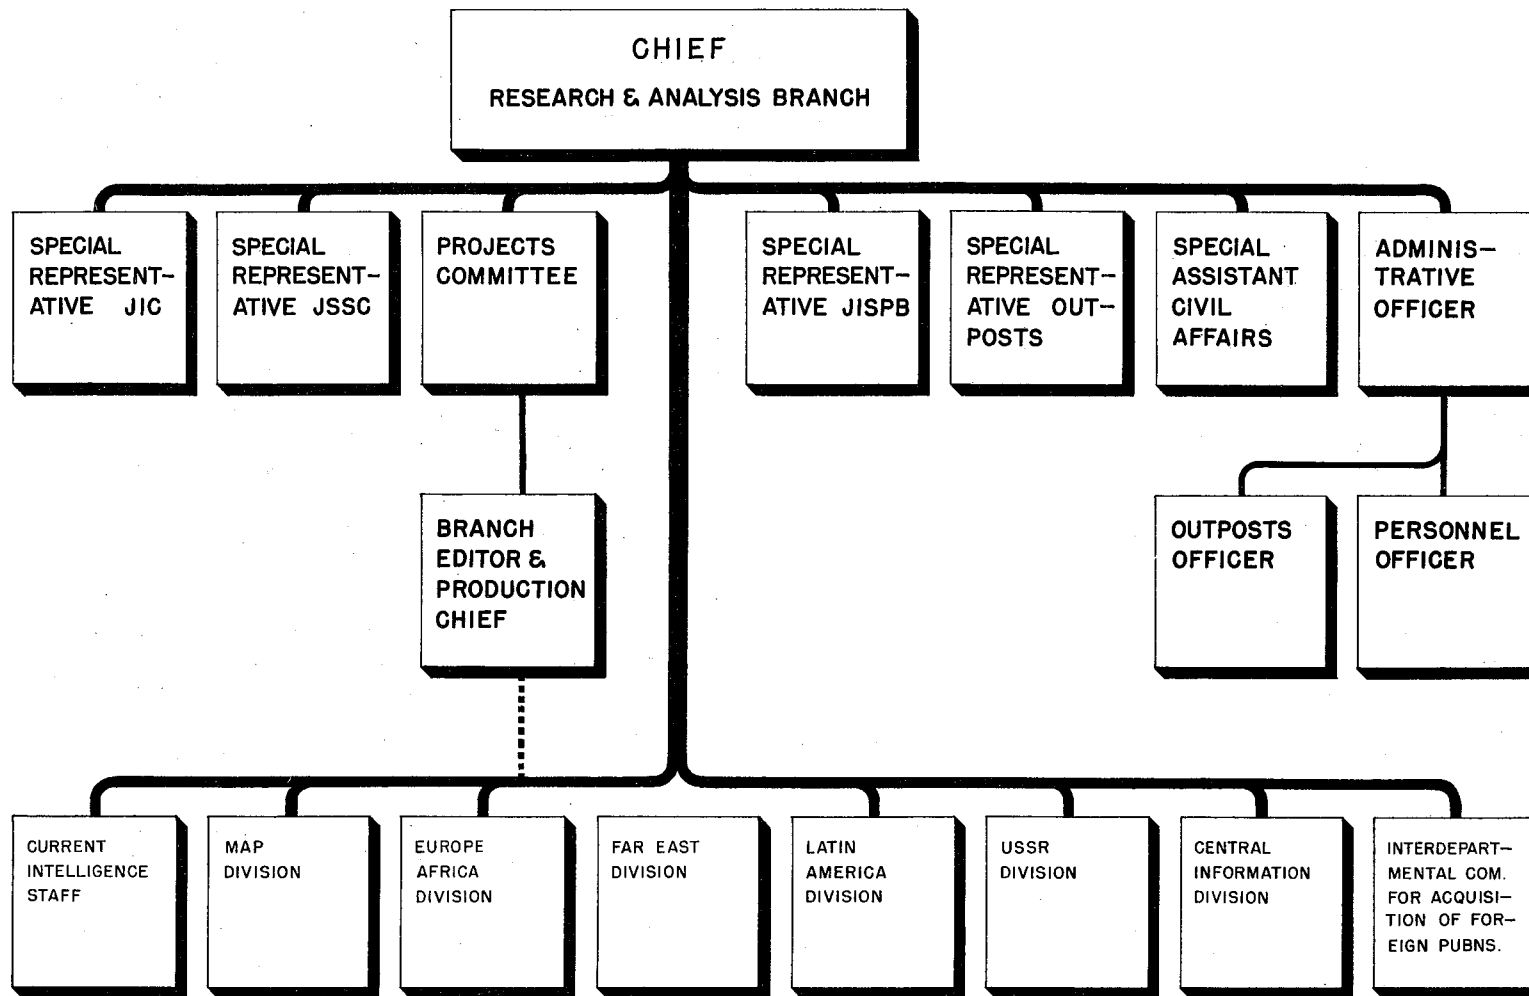 CHIEF
RESEARCH & ANALYSIS BRANCH
SPECIAL
REPRESENT-
ATIVE JIC
SPECIAL
REPRESENT-
ATIVE JSSC
PROJECTS
COMMITTEE
SPECIAL
REPRESENT-
ATIVE JISPB
SPECIAL
REPRESENT-
ATIVE OUT-
POSTS
SPECIAL
ASSISTANT
CIVIL
AFFAIRS
ADMINIS-
TRATIVE
OFFICER
BRANCH
EDITOR &
PRODUCTION
CHIEF
OUTPOSTS
OFFICER
PERSONNEL
OFFICER
CURRENT
INTELLIGENCE
STAFF
MAP
DIVISION
EUROPE
AFRICA
DIVISION
FAR EAST
DIVISION
LATIN
AMERICA
DIVISION
USSR
DIVISION
CENTRAL
INFORMATION
DIVISION
INTERDEPART-
MENTAL COM.
FOR ACQUISI-
TION OF FOR-
EIGN PUBNS.